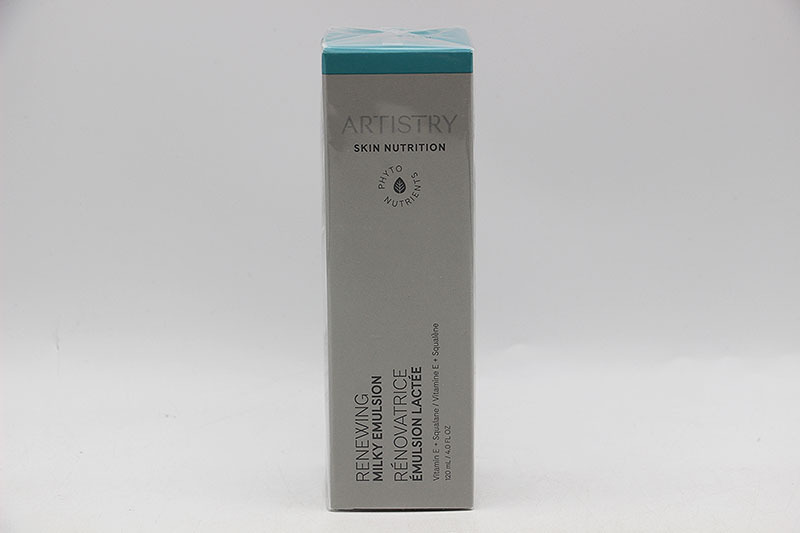 ARTISTRY
SKIN NUTRITION
PHYTO
NUTRIENTS
RENEWING
MILKY EMULSION
RÉNOVATRICE
ÉMULSION LACTÉE
Vitamin E + Squalane / Vitamine E + Squalène
120 mL / 4.0 FL OZ